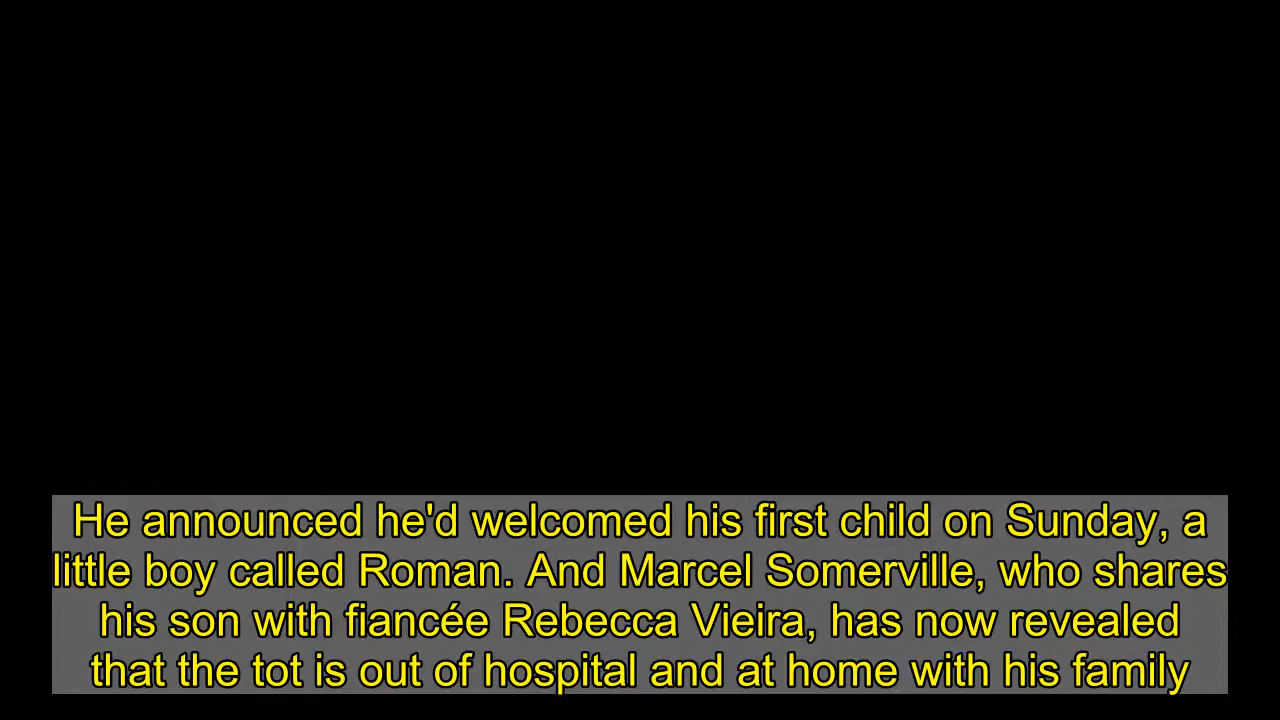 He announced he'd welcomed his first child on Sunday, a
little boy called Roman. And Marcel Somerville, who shares
his son with fiancée Rebecca Vieira, has now revealed
that the tot is out of hospital and at home with his family